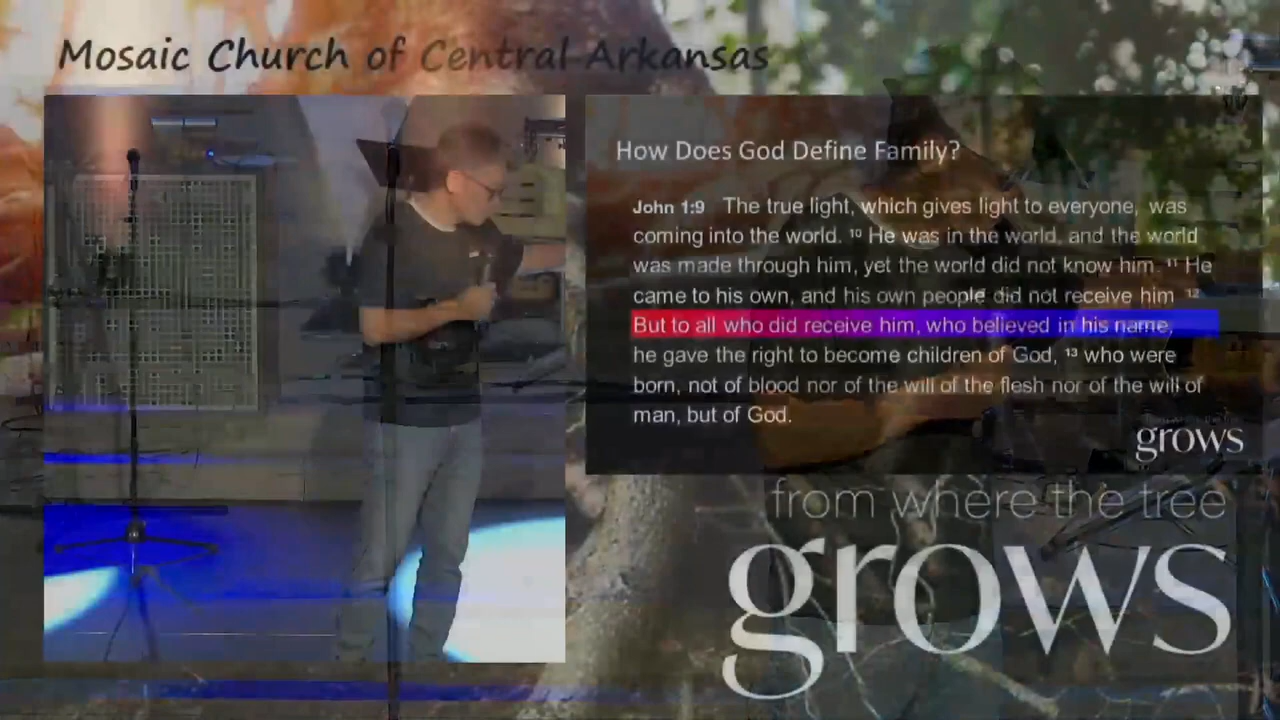 Mosaic Church of Central Arkansas
How Does God Define Family?
John 1:9 The true light, which gives light to everyone, was
coming into the world. ¹⁰ He was in the world, and the world
was made through him, yet the world did not know him. ¹¹ He
came to his own, and his own people did not receive him ¹²
But to all who did receive him, who believed in his name,
he gave the right to become children of God, ¹³ who were
born, not of blood nor of the will of the flesh nor of the will of
man, but of God.
grows
from where the tree
grows